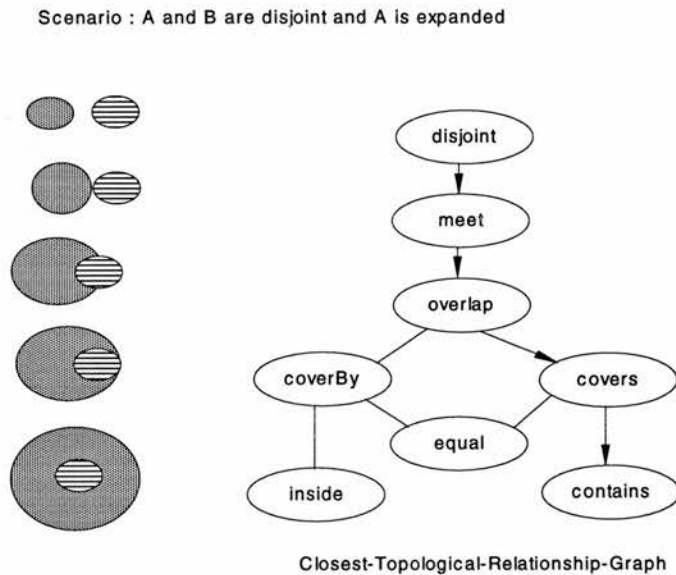 Scenario : A and B are disjoint and A is expanded
disjoint
meet
overlap
coverBy
covers
equal
inside
contains
Closest-Topological-Relationship-Graph